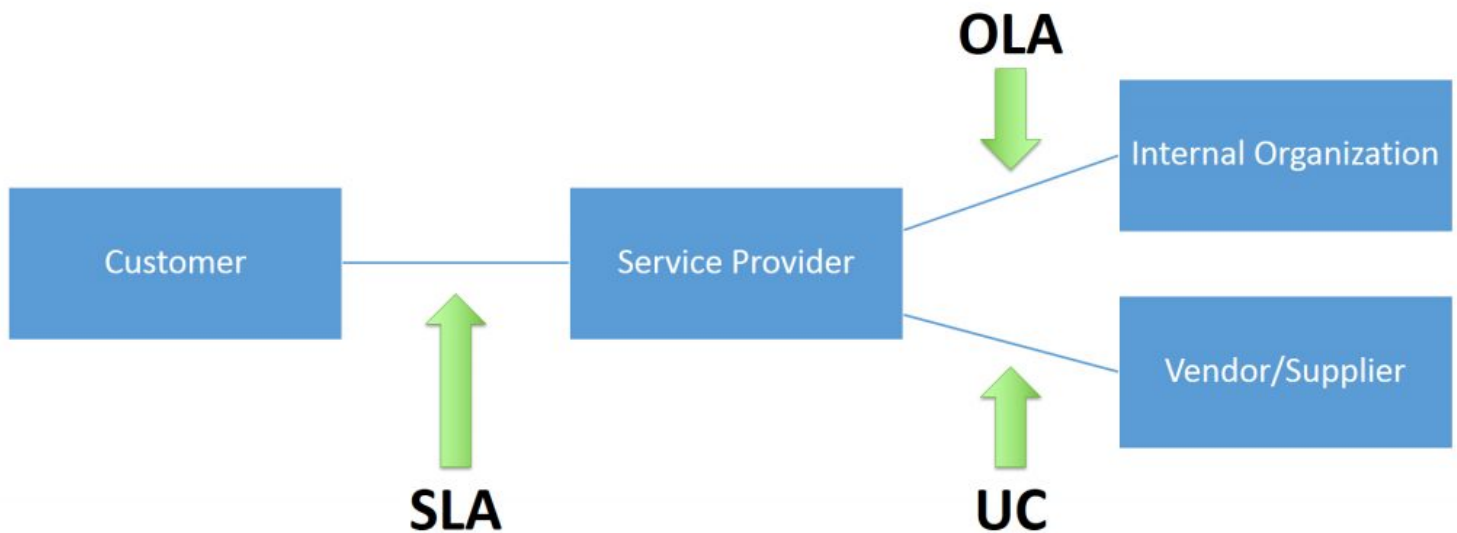 OLA
Internal Organization
Customer
Service Provider
Vendor/Supplier
SLA
UC